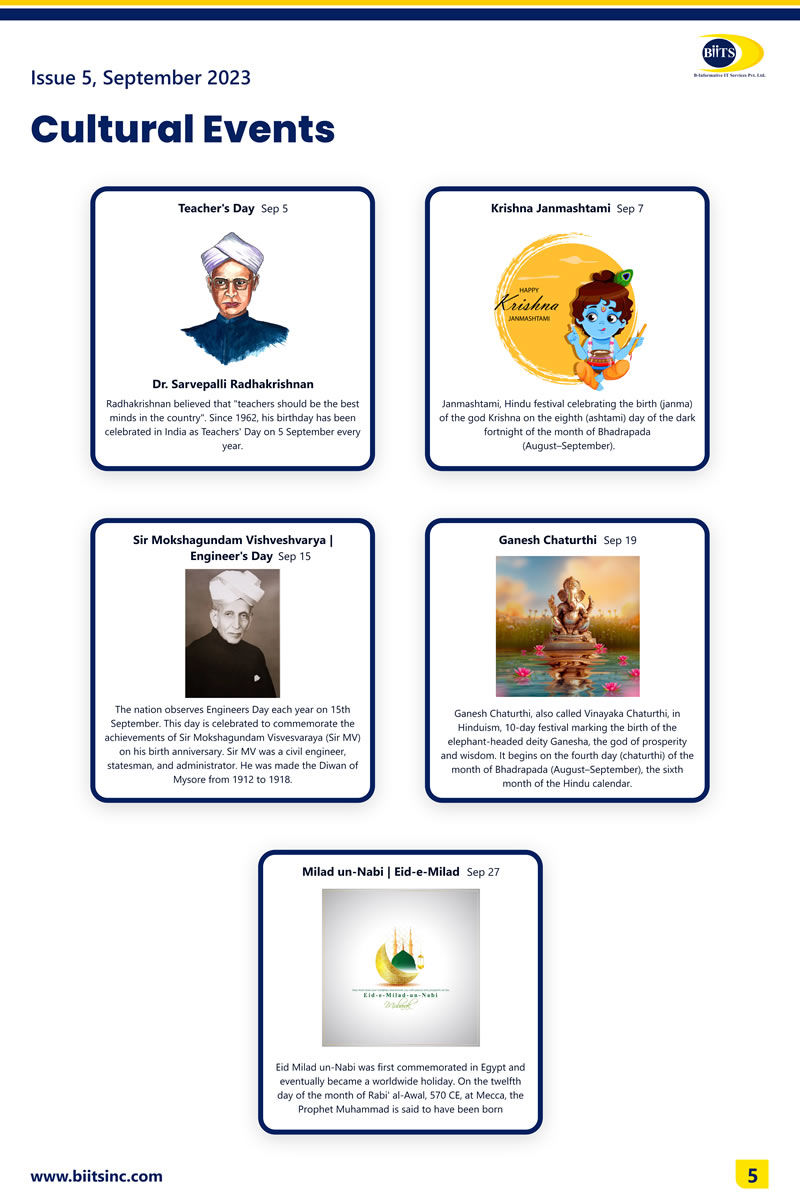 BiiTS
B-Informative IT Services Pvt. Ltd.
Issue 5, September 2023
Cultural Events
Teacher's Day Sep 5
Dr. Sarvepalli Radhakrishnan
Radhakrishnan believed that "teachers should be the best
minds in the country". Since 1962, his birthday has been
celebrated in India as Teachers' Day on 5 September every
year.
Krishna Janmashtami Sep 7
HAPPY
Krishna
JANMASHTAMI
Janmashtami, Hindu festival celebrating the birth (janma)
of the god Krishna on the eighth (ashtami) day of the dark
fortnight of the month of Bhadrapada
(August–September).
Sir Mokshagundam Vishveshvarya |
Engineer's Day Sep 15
The nation observes Engineers Day each year on 15th
September. This day is celebrated to commemorate the
achievements of Sir Mokshagundam Visvesvaraya (Sir MV)
on his birth anniversary. Sir MV was a civil engineer,
statesman, and administrator. He was made the Diwan of
Mysore from 1912 to 1918.
Ganesh Chaturthi Sep 19
Ganesh Chaturthi, also called Vinayaka Chaturthi, in
Hinduism, 10-day festival marking the birth of the
elephant-headed deity Ganesha, the god of prosperity
and wisdom. It begins on the fourth day (chaturthi) of the
month of Bhadrapada (August–September), the sixth
month of the Hindu calendar.
Milad un-Nabi | Eid-e-Milad Sep 27
Eid-e-Milad-un-Nabi
Mubarak
Eid Milad un-Nabi was first commemorated in Egypt and
eventually became a worldwide holiday. On the twelfth
day of the month of Rabi' al-Awal, 570 CE, at Mecca, the
Prophet Muhammad is said to have been born
www.biitsinc.com
5